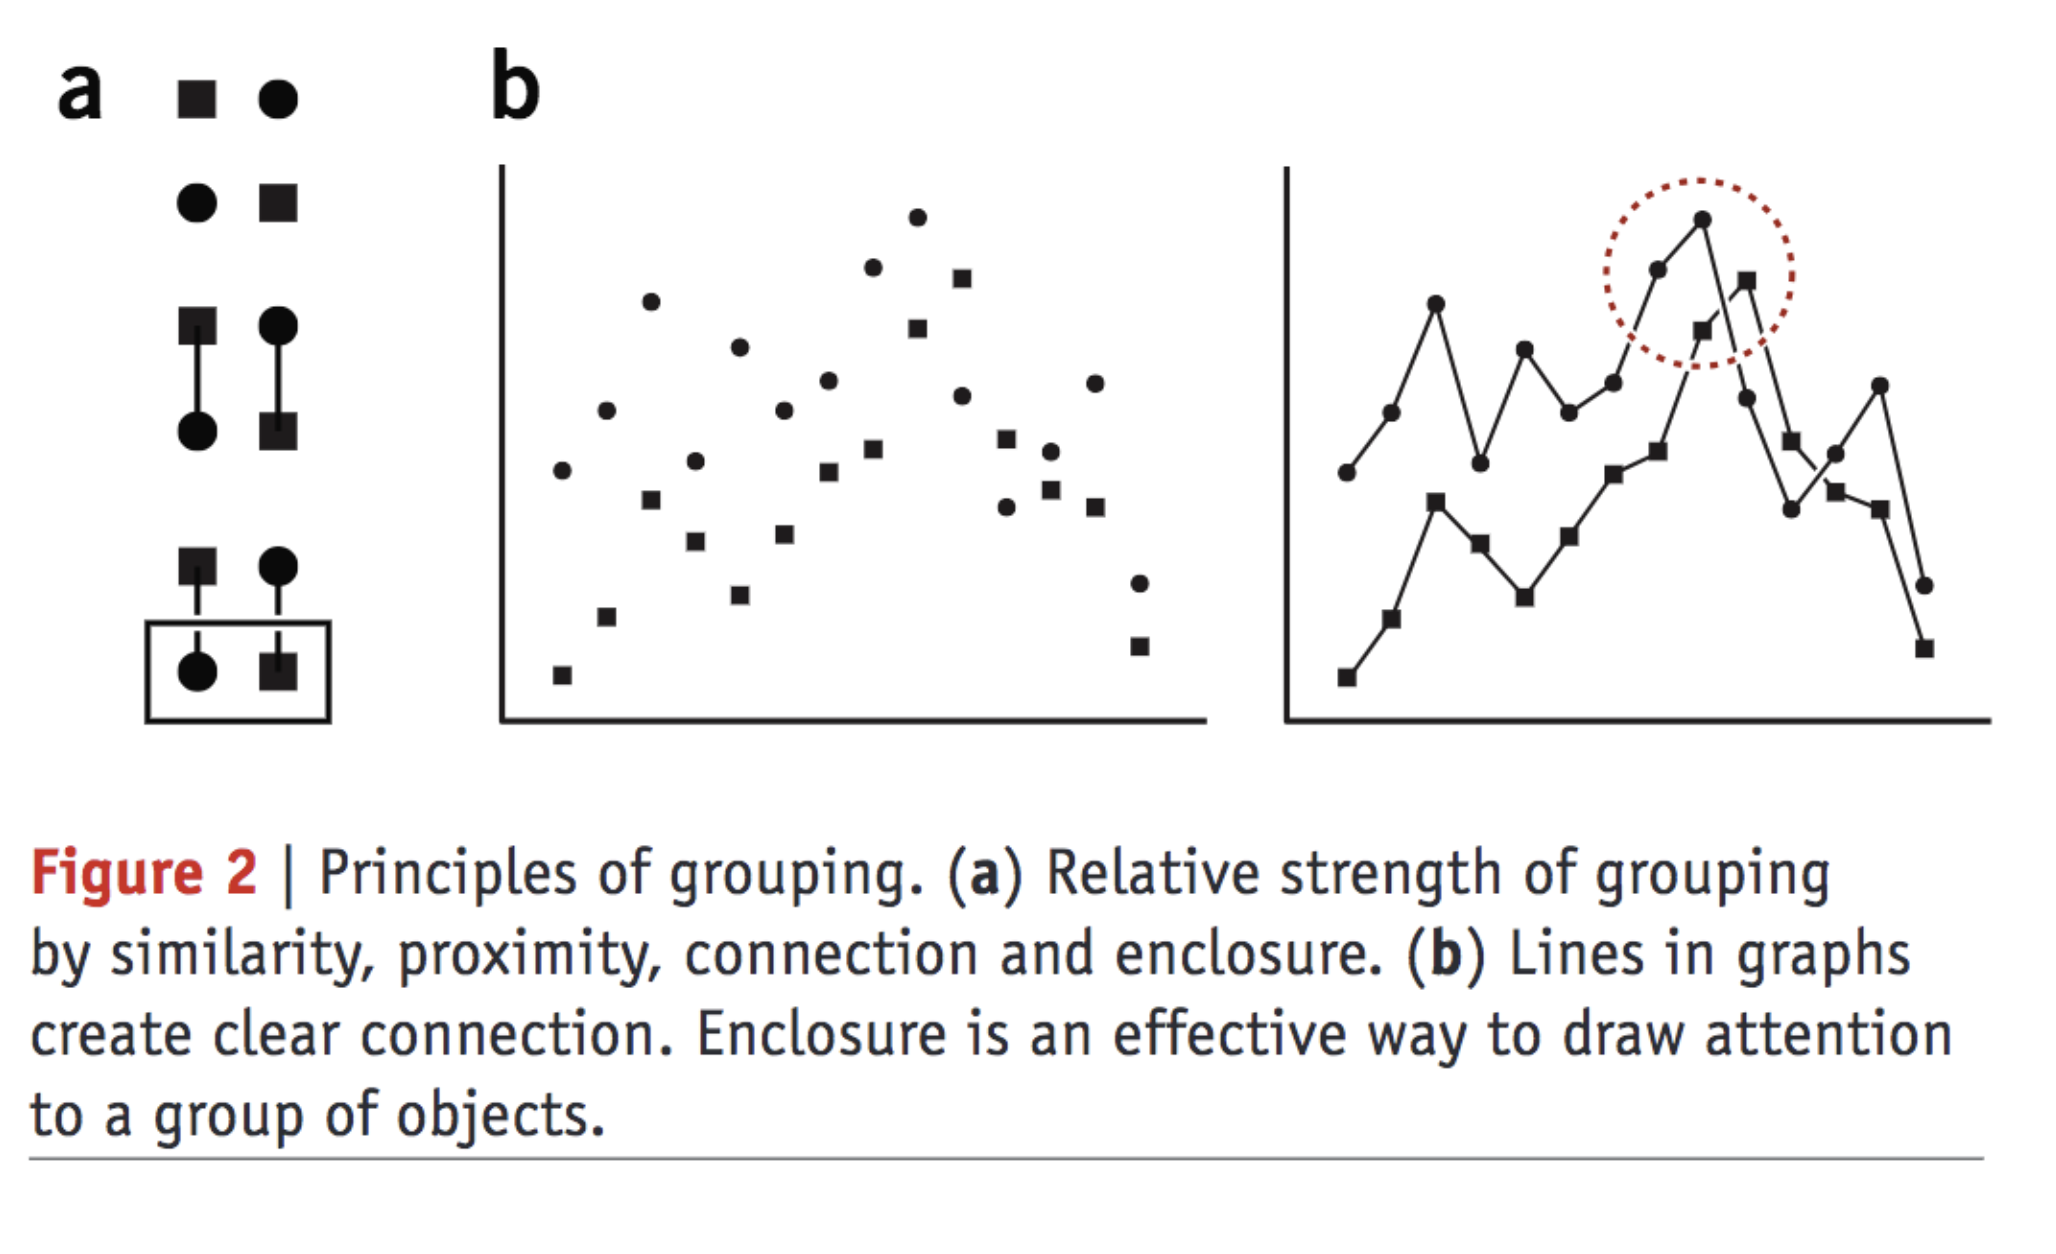 a
b
Figure 2 | Principles of grouping. (a) Relative strength of grouping
by similarity, proximity, connection and enclosure. (b) Lines in graphs
create clear connection. Enclosure is an effective way to draw attention
to a group of objects.